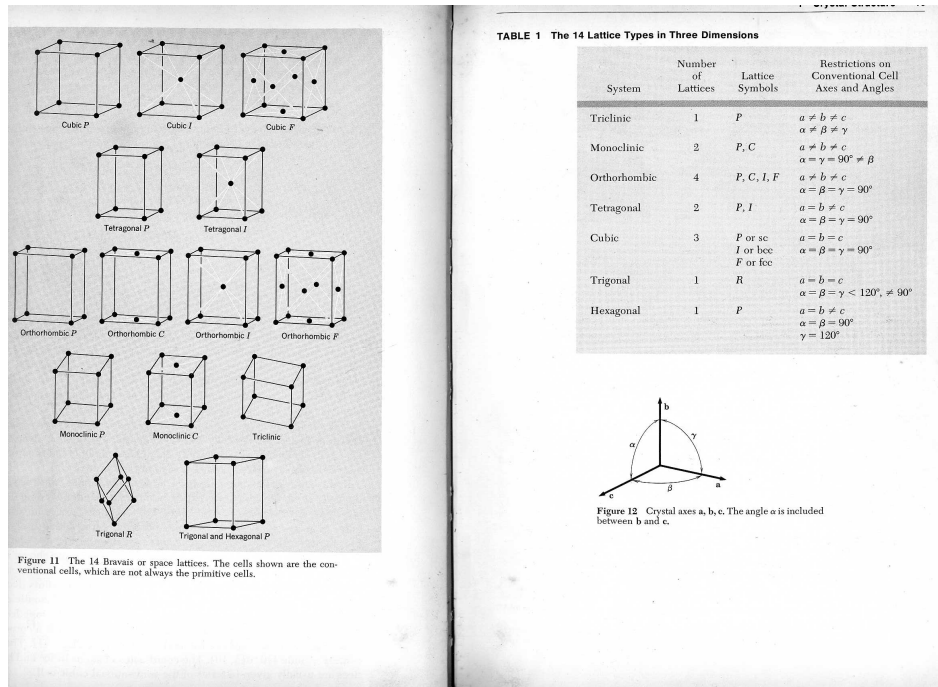 Cubic P
Cubic I
Cubic F
Tetragonal P
Tetragonal I
Orthorhombic P
Orthorhombic C
Orthorhombic I
Orthorhombic F
Monoclinic P
Monoclinic C
Triclinic
Trigonal R
Trigonal and Hexagonal P
Figure 11 The 14 Bravais or space lattices. The cells shown are the con-
ventional cells, which are not always the primitive cells.
TABLE 1 The 14 Lattice Types in Three Dimensions
System
Number
of
Lattices
Lattice
Symbols
Restrictions on
Conventional Cell
Axes and Angles
Triclinic 1 P a ≠ b ≠ c
α ≠ β ≠ γ
Monoclinic 2 P, C a ≠ b ≠ c
α = γ = 90° ≠ β
Orthorhombic 4 P, C, I, F a ≠ b ≠ c
α = β = γ = 90°
Tetragonal 2 P, I a = b ≠ c
α = β = γ = 90°
Cubic 3 P or sc a = b = c
I or bcc α = β = γ = 90°
F or fcc
Trigonal 1 R a = b = c
α = β = γ < 120°, ≠ 90°
Hexagonal 1 P a = b ≠ c
α = β = 90°
γ = 120°
b
α
γ
β
a
c
Figure 12 Crystal axes a, b, c. The angle α is included
between b and c.